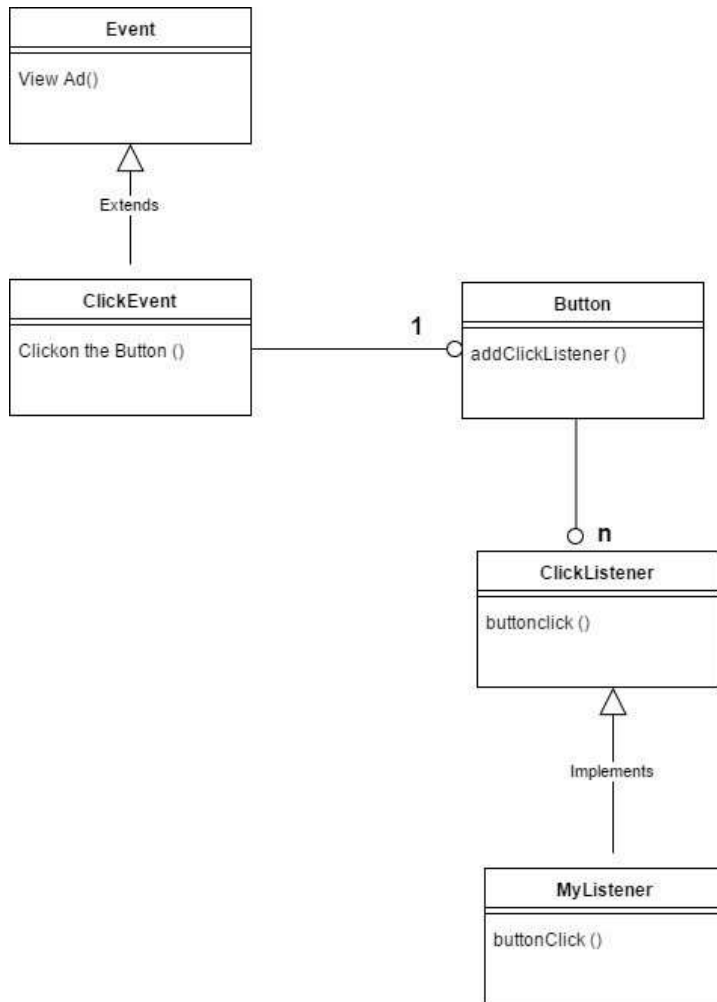 Event
View Ad()
Extends
ClickEvent
Clickon the Button ()
1
Button
addClickListener ()
n
ClickListener
buttonclick ()
Implements
MyListener
buttonClick ()